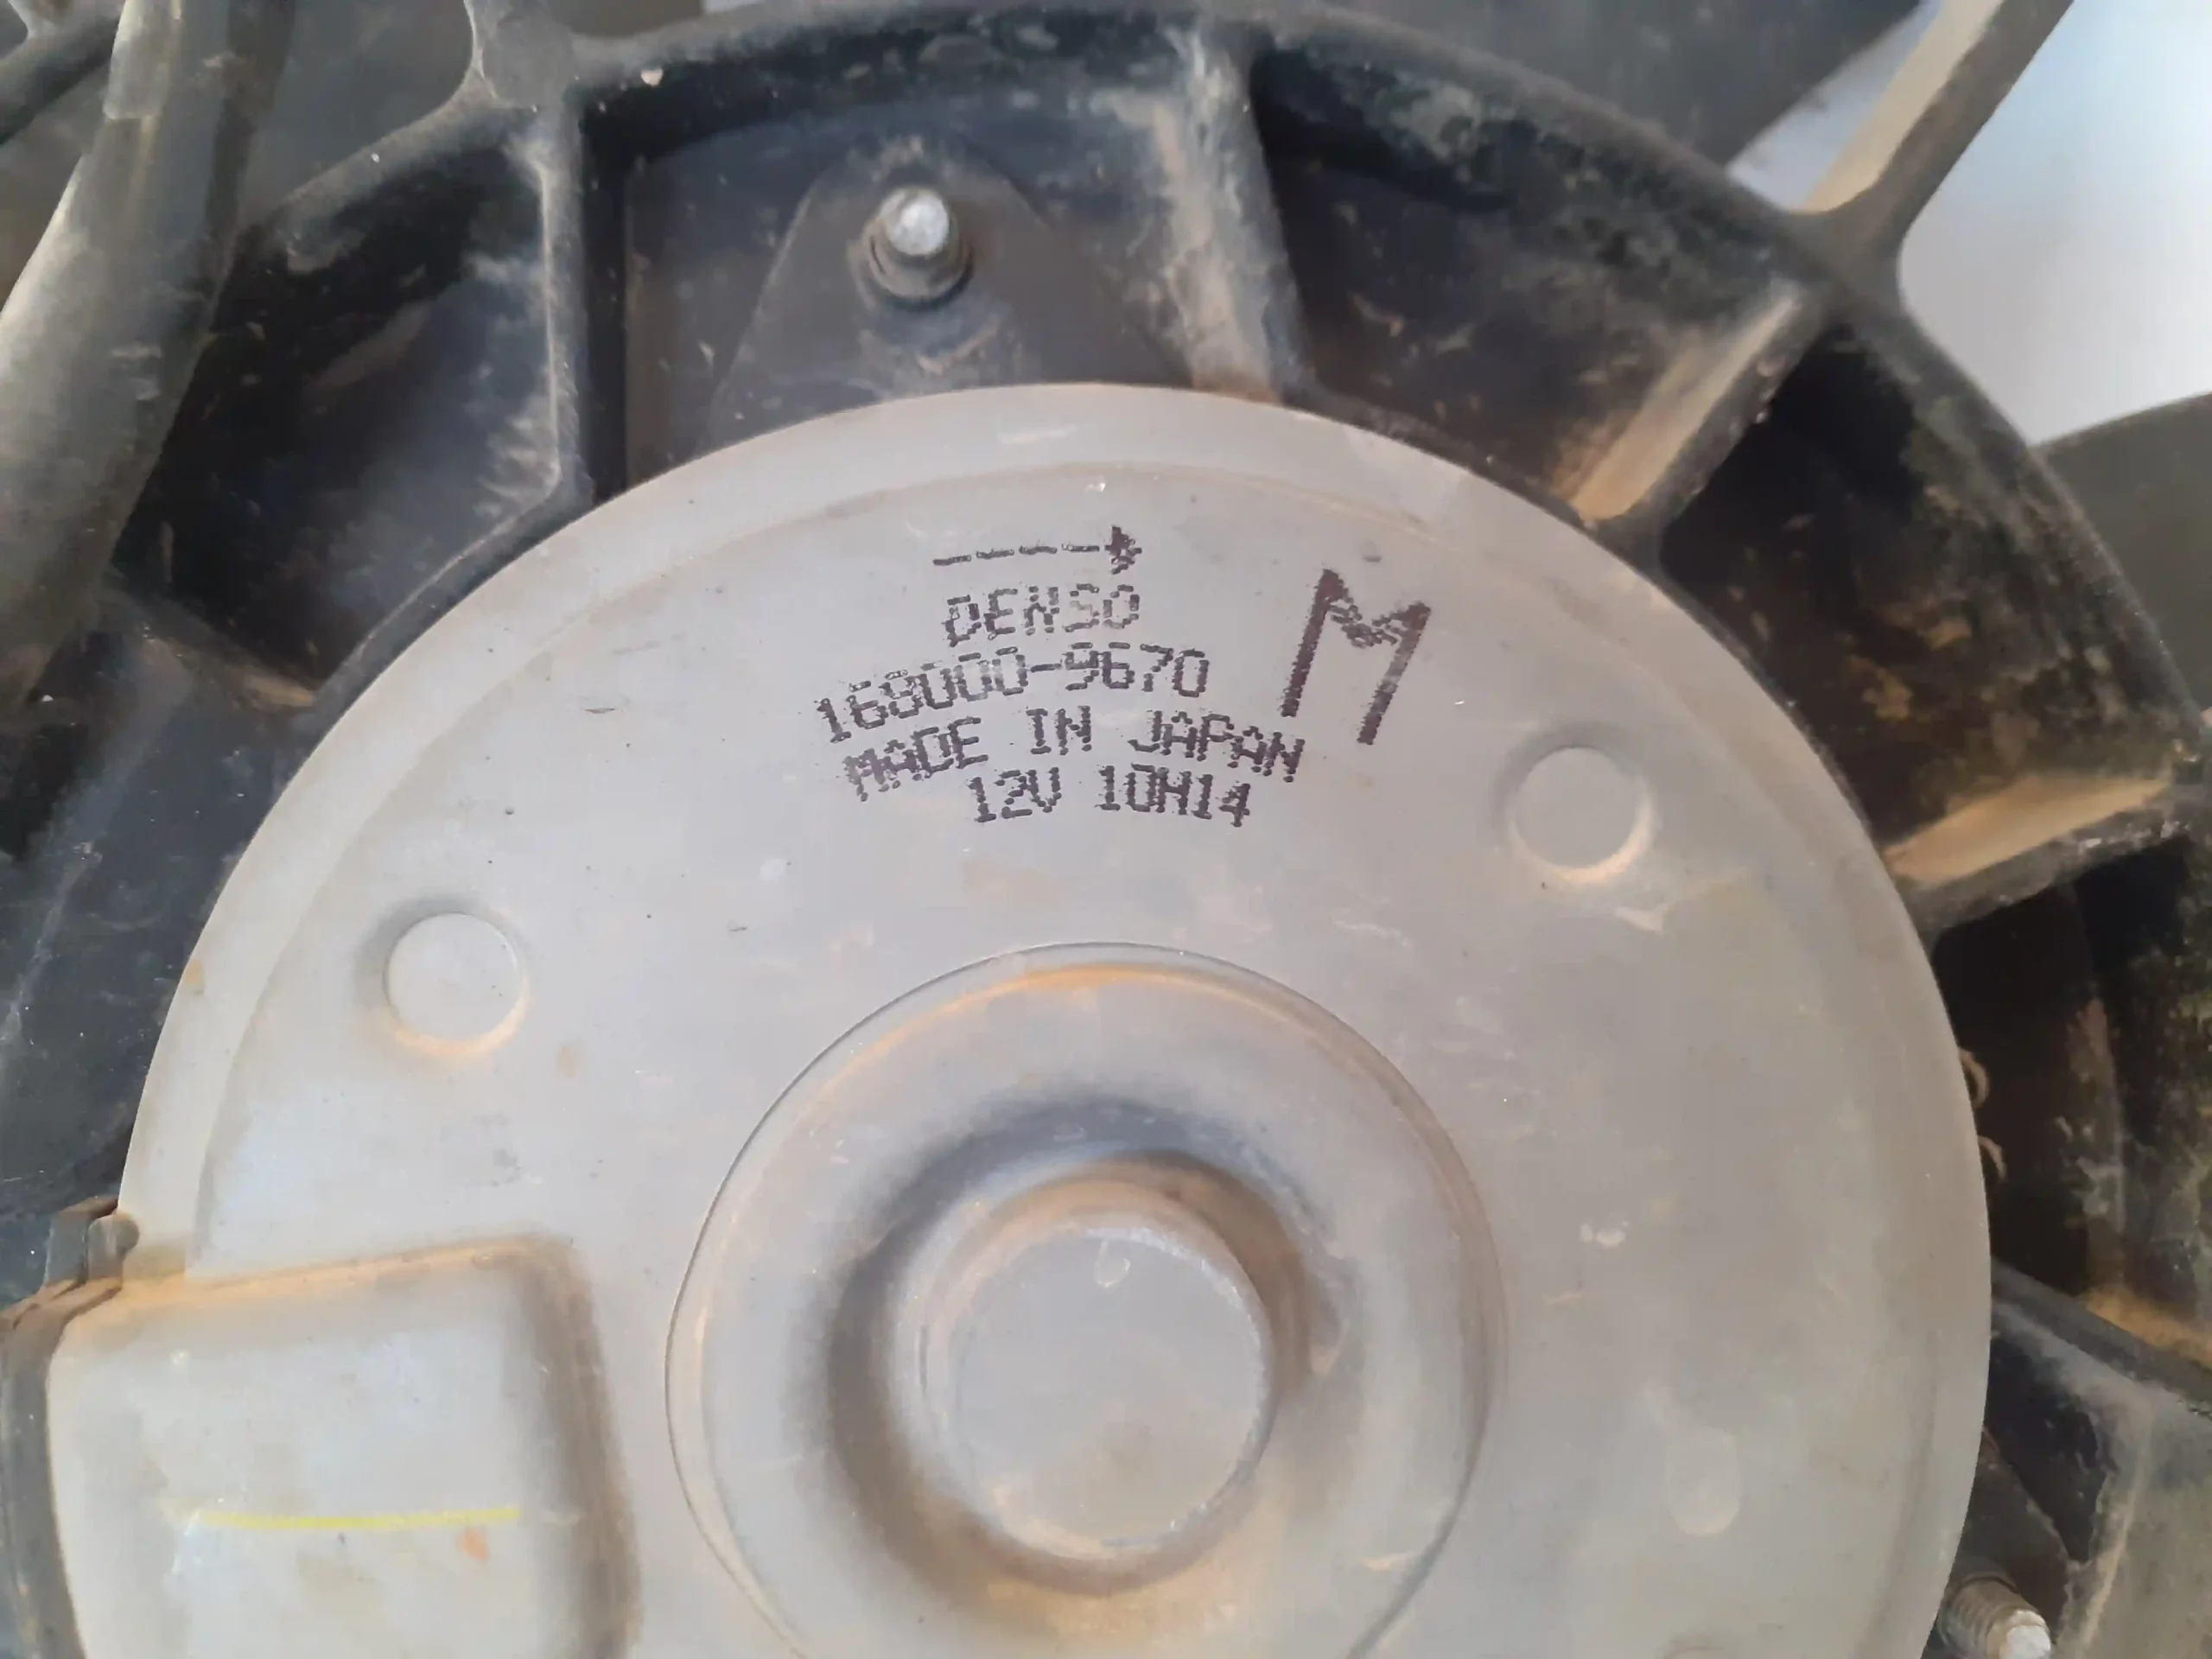 DENSO
168000-9670
M
MADE IN JAPAN
12V 10H14